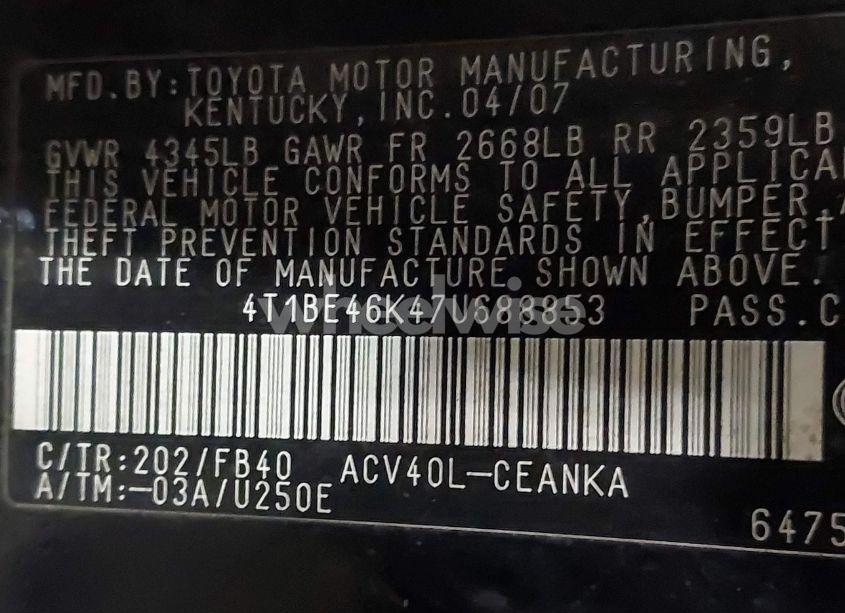 MFD.BY:TOYOTA MOTOR MANUFACTURING,
KENTUCKY,INC.04/07
GVWR 4345LB GAWR FR 2668LB RR 2359LB
THIS VEHICLE CONFORMS TO ALL APPLICA
FEDERAL MOTOR VEHICLE SAFETY,BUMPER,A
THEFT PREVENTION STANDARDS IN EFFECT
THE DATE OF MANUFACTURE SHOWN ABOVE.
4T1BE46K47U688853 PASS.C
wheelwise
C/TR:202/FB40 ACV40L-CEANKA
A/TM:-03A/U250E
6475